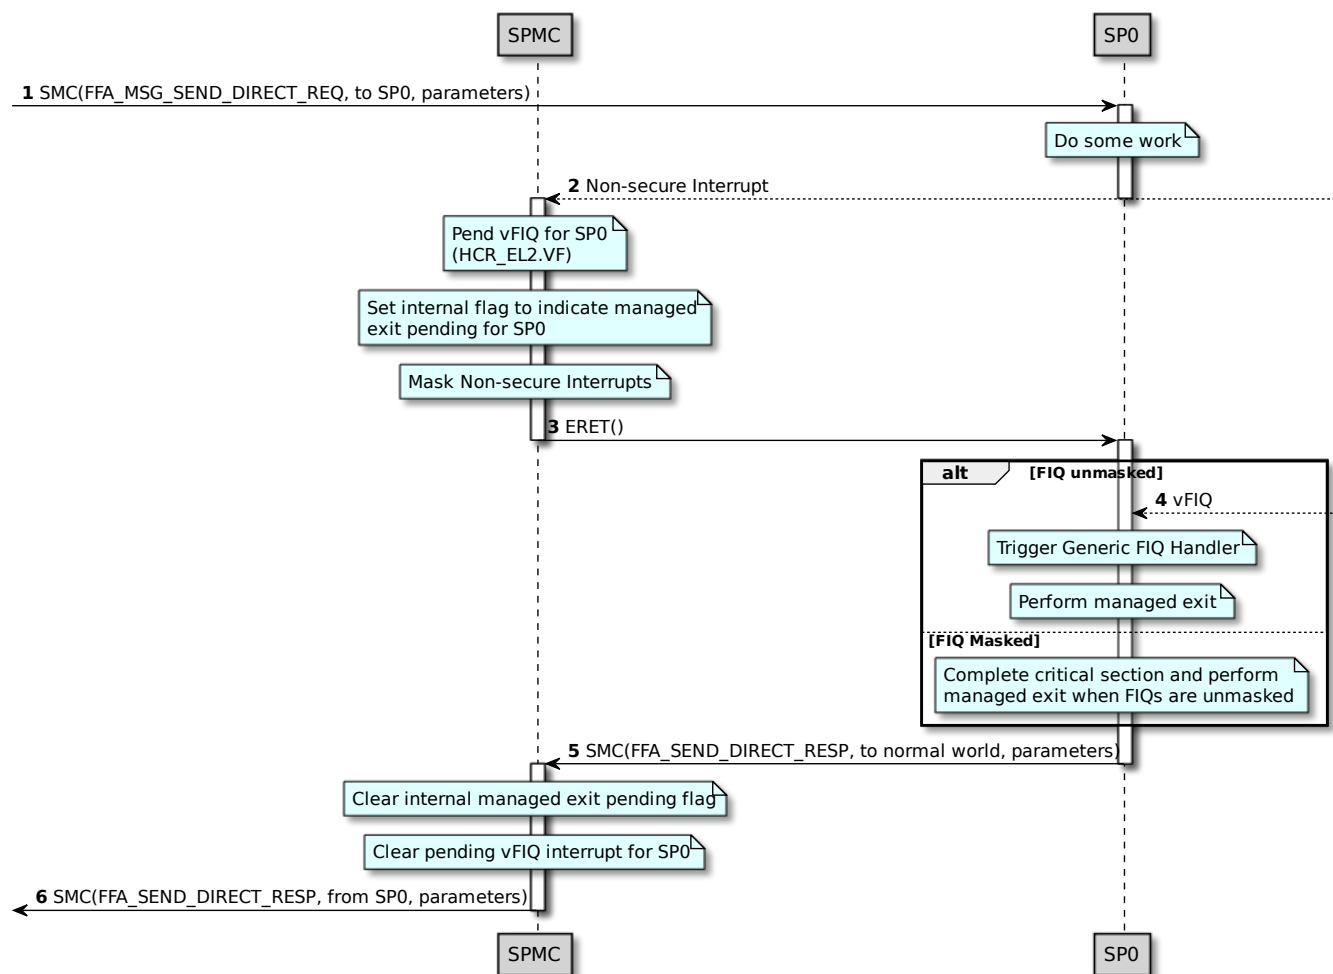 SPMC
SP0
1 SMC(FFA_MSG_SEND_DIRECT_REQ, to SP0, parameters)
Do some work
2 Non-secure Interrupt
Pend vFIQ for SP0
(HCR_EL2.VF)
Set internal flag to indicate managed
exit pending for SP0
Mask Non-secure Interrupts
3 ERET()
alt
[FIQ unmasked]
4 vFIQ
Trigger Generic FIQ Handler
Perform managed exit
[FIQ Masked]
Complete critical section and perform
managed exit when FIQs are unmasked
5 SMC(FFA_SEND_DIRECT_RESP, to normal world, parameters)
Clear internal managed exit pending flag
Clear pending vFIQ interrupt for SP0
6 SMC(FFA_SEND_DIRECT_RESP, from SP0, parameters)
SPMC
SP0